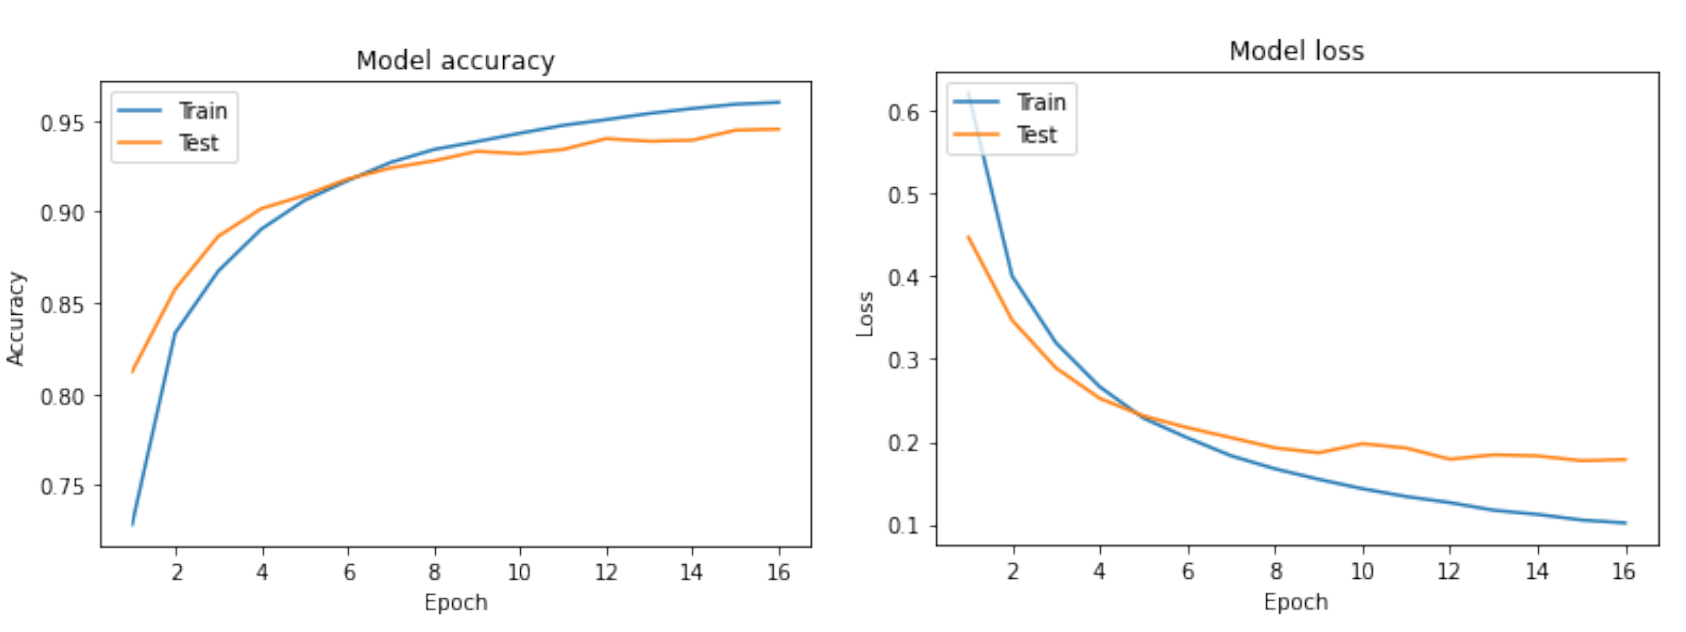 Model accuracy
Train
Test
0.95
0.90
0.85
0.80
0.75
Accuracy
2 4 6 8 10 12 14 16
Epoch
Model loss
Train
Test
0.6
0.5
0.4
0.3
0.2
0.1
Loss
2 4 6 8 10 12 14 16
Epoch